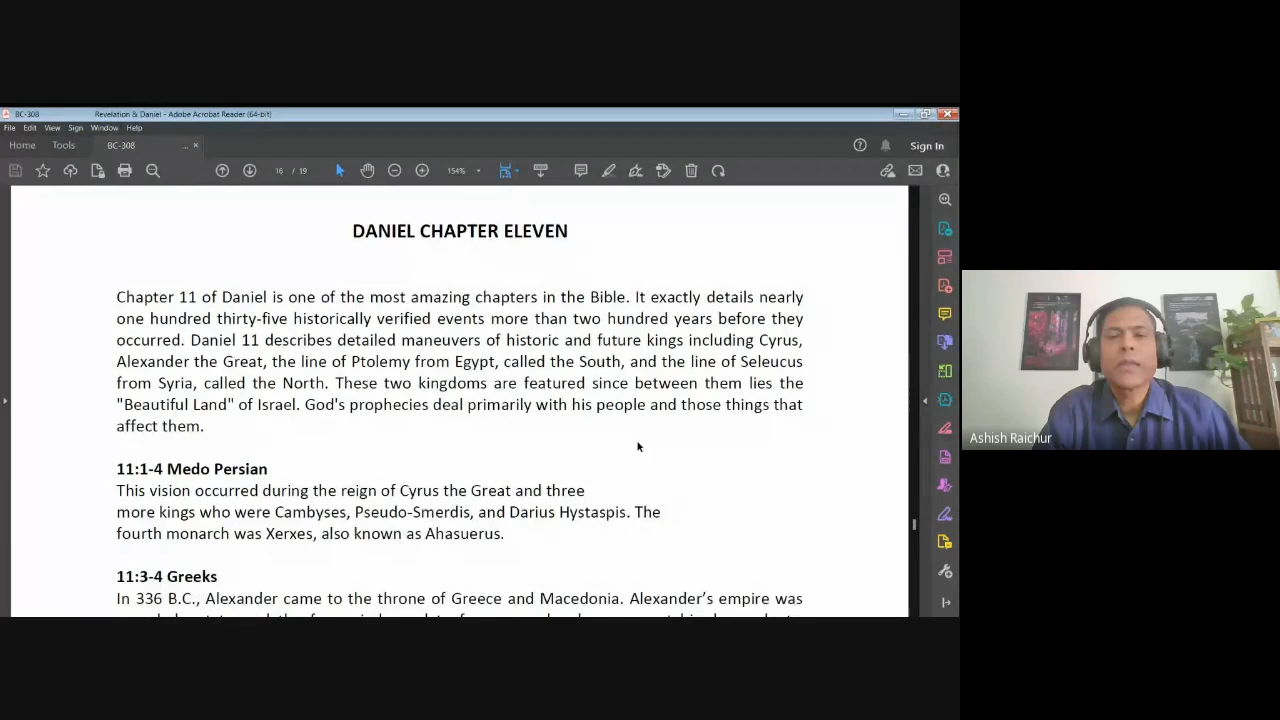 BC-308 Revelation & Daniel - Adobe Acrobat Reader (64-bit)
File Edit View Sign Window Help
Home Tools BC-308 ... × Sign In
16 / 19 154%
DANIEL CHAPTER ELEVEN
Chapter 11 of Daniel is one of the most amazing chapters in the Bible. It exactly details nearly
one hundred thirty-five historically verified events more than two hundred years before they
occurred. Daniel 11 describes detailed maneuvers of historic and future kings including Cyrus,
Alexander the Great, the line of Ptolemy from Egypt, called the South, and the line of Seleucus
from Syria, called the North. These two kingdoms are featured since between them lies the
"Beautiful Land" of Israel. God's prophecies deal primarily with his people and those things that
affect them.
11:1-4 Medo Persian
This vision occurred during the reign of Cyrus the Great and three
more kings who were Cambyses, Pseudo-Smerdis, and Darius Hystaspis. The
fourth monarch was Xerxes, also known as Ahasuerus.
11:3-4 Greeks
In 336 B.C., Alexander came to the throne of Greece and Macedonia. Alexander’s empire was
Ashish Raichur